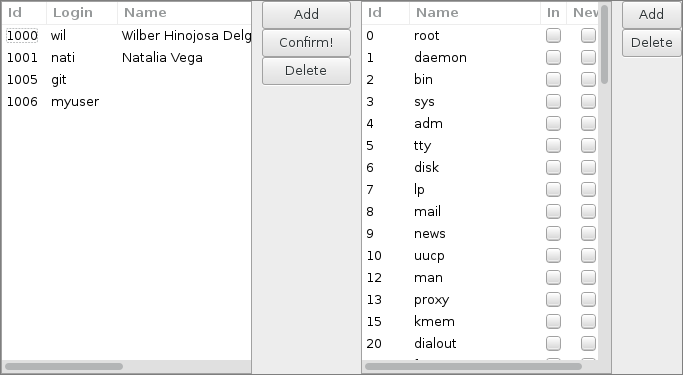 Id Login Name
1000 wil Wilber Hinojosa Delg
1001 nati Natalia Vega
1005 git
1006 myuser
Add
Confirm!
Delete
Id Name In New
0 root
1 daemon
2 bin
3 sys
4 adm
5 tty
6 disk
7 lp
8 mail
9 news
10 uucp
12 man
13 proxy
15 kmem
20 dialout
Add
Delete